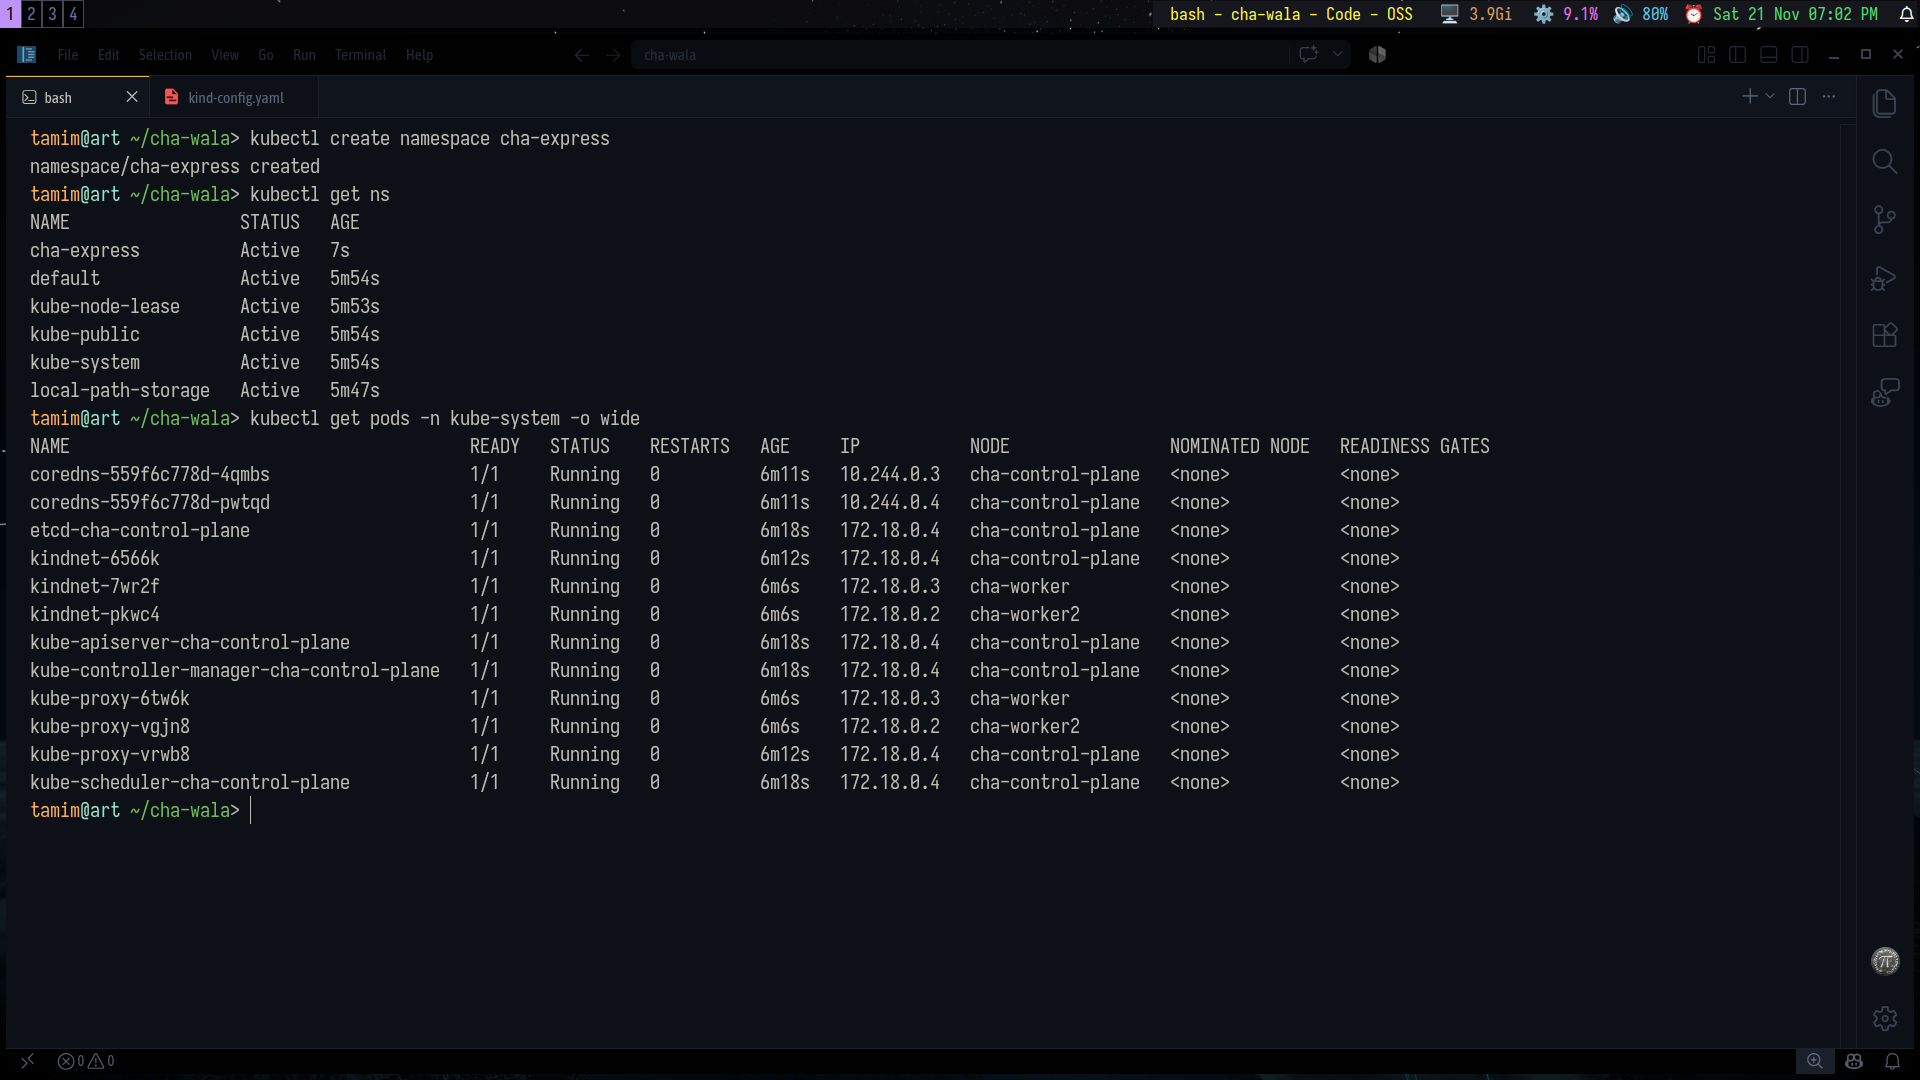 1 2 3 4 bash - cha-wala - Code - OSS 3.9Gi 9.1% 80% Sat 21 Nov 07:02 PM
File Edit Selection View Go Run Terminal Help cha-wala
bash kind-config.yaml
tamim@art ~/cha-wala> kubectl create namespace cha-express
namespace/cha-express created
tamim@art ~/cha-wala> kubectl get ns
NAME STATUS AGE
cha-express Active 7s
default Active 5m54s
kube-node-lease Active 5m53s
kube-public Active 5m54s
kube-system Active 5m54s
local-path-storage Active 5m47s
tamim@art ~/cha-wala> kubectl get pods -n kube-system -o wide
NAME READY STATUS RESTARTS AGE IP NODE NOMINATED NODE READINESS GATES
coredns-559f6c778d-4qmbs 1/1 Running 0 6m11s 10.244.0.3 cha-control-plane <none> <none>
coredns-559f6c778d-pwtqd 1/1 Running 0 6m11s 10.244.0.4 cha-control-plane <none> <none>
etcd-cha-control-plane 1/1 Running 0 6m18s 172.18.0.4 cha-control-plane <none> <none>
kindnet-6566k 1/1 Running 0 6m12s 172.18.0.4 cha-control-plane <none> <none>
kindnet-7wr2f 1/1 Running 0 6m6s 172.18.0.3 cha-worker <none> <none>
kindnet-pkwc4 1/1 Running 0 6m6s 172.18.0.2 cha-worker2 <none> <none>
kube-apiserver-cha-control-plane 1/1 Running 0 6m18s 172.18.0.4 cha-control-plane <none> <none>
kube-controller-manager-cha-control-plane 1/1 Running 0 6m18s 172.18.0.4 cha-control-plane <none> <none>
kube-proxy-6tw6k 1/1 Running 0 6m6s 172.18.0.3 cha-worker <none> <none>
kube-proxy-vgjn8 1/1 Running 0 6m6s 172.18.0.2 cha-worker2 <none> <none>
kube-proxy-vrwb8 1/1 Running 0 6m12s 172.18.0.4 cha-control-plane <none> <none>
kube-scheduler-cha-control-plane 1/1 Running 0 6m18s 172.18.0.4 cha-control-plane <none> <none>
tamim@art ~/cha-wala>
0 0